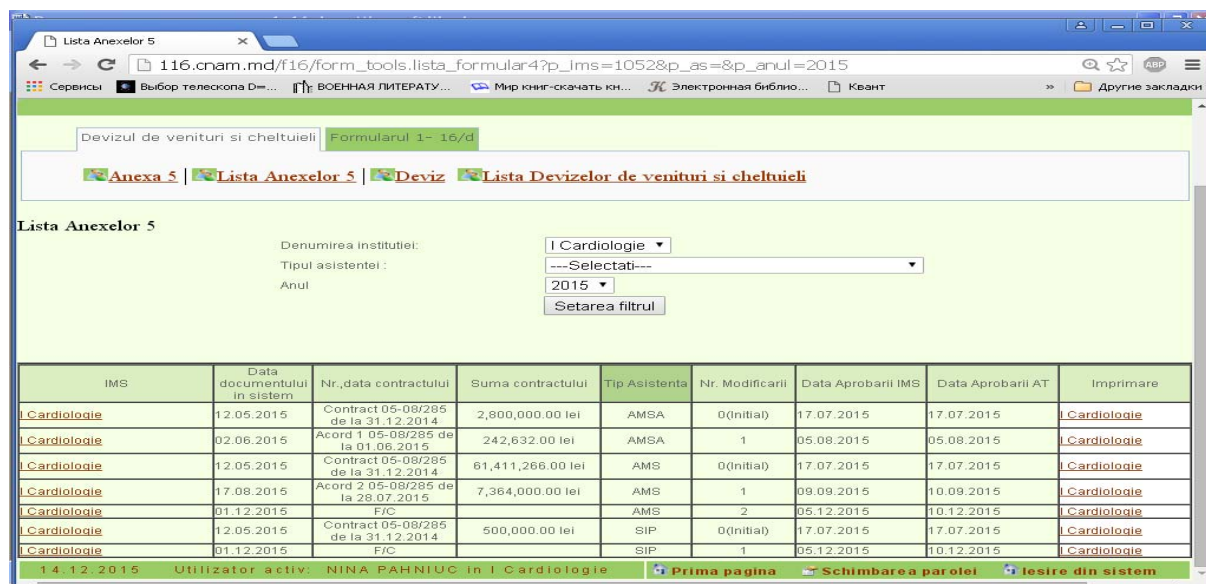 Lista Anexelor 5
116.cnam.md/f16/form_tools.lista_formular4?p_ims=1052&p_as=&p_anul=2015
ABP
Сервисы Выбор телескопа D=... ВОЕННАЯ ЛИТЕРАТУ... Мир книг-скачать кн... Электронная библио... Квант » Другие закладки
Devizul de venituri si cheltuieli Formularul 1- 16/d
Anexa 5 | Lista Anexelor 5 | Deviz Lista Devizelor de venituri si cheltuieli
Lista Anexelor 5
Denumirea institutiei: I Cardiologie
Tipul asistentei : ---Selectati---
Anul 2015
Setarea filtrul
IMS Data documentului in sistem Nr.,data contractului Suma contractului Tip Asistenta Nr. Modificarii Data Aprobarii IMS Data Aprobarii AT Imprimare
I Cardiologie 12.05.2015 Contract 05-08/285 de la 31.12.2014 2,800,000.00 lei AMSA 0(Initial) 17.07.2015 17.07.2015 I Cardiologie
I Cardiologie 02.06.2015 Acord 1 05-08/285 de la 01.06.2015 242,632.00 lei AMSA 1 05.08.2015 05.08.2015 I Cardiologie
I Cardiologie 12.05.2015 Contract 05-08/285 de la 31.12.2014 61,411,266.00 lei AMS 0(Initial) 17.07.2015 17.07.2015 I Cardiologie
I Cardiologie 17.08.2015 Acord 2 05-08/285 de la 28.07.2015 7,364,000.00 lei AMS 1 09.09.2015 10.09.2015 I Cardiologie
I Cardiologie 01.12.2015 F/C AMS 2 05.12.2015 10.12.2015 I Cardiologie
I Cardiologie 12.05.2015 Contract 05-08/285 de la 31.12.2014 500,000.00 lei SIP 0(Initial) 17.07.2015 17.07.2015 I Cardiologie
I Cardiologie 01.12.2015 F/C SIP 1 05.12.2015 10.12.2015 I Cardiologie
14.12.2015 Utilizator activ: NINA PAHNIUC in I Cardiologie Prima pagina Schimbarea parolei Iesire din sistem